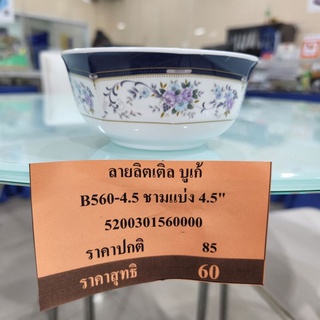 ลายลิตเติล บูเก้
B560-4.5 ชามแบ่ง 4.5"
5200301560000
ราคาปกติ 85
ราคาสุทธิ 60